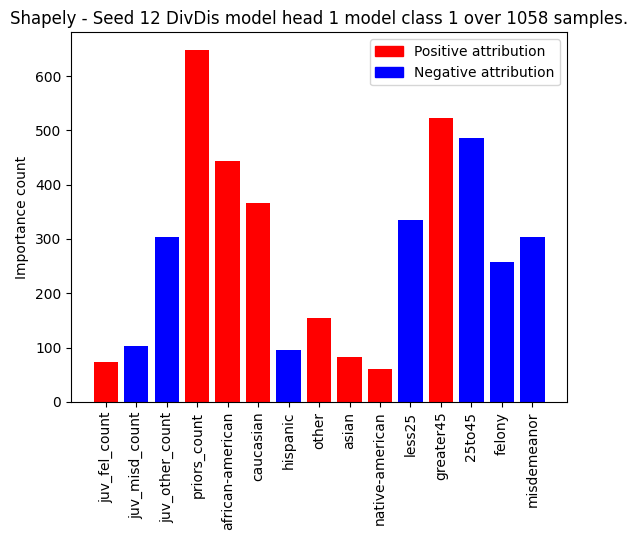 Shapely - Seed 12 DivDis model head 1 model class 1 over 1058 samples.
Positive attribution
Negative attribution
Importance count
600
500
400
300
200
100
0
juv_fel_count
juv_misd_count
juv_other_count
priors_count
african-american
caucasian
hispanic
other
asian
native-american
less25
greater45
25to45
felony
misdemeanor